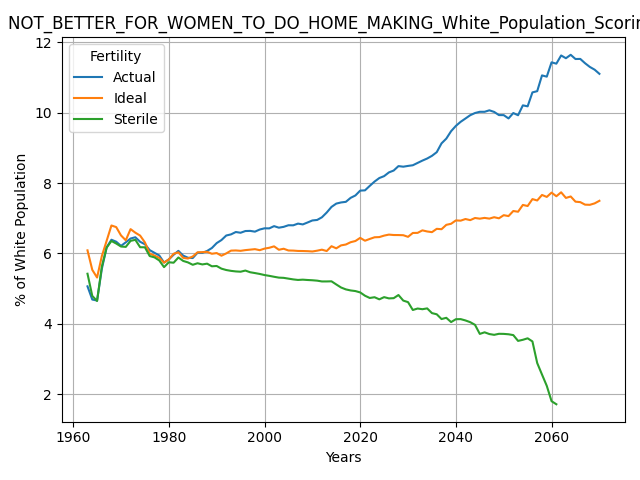 NOT_BETTER_FOR_WOMEN_TO_DO_HOME_MAKING_White_Population_Scorin
Fertility
Actual
Ideal
Sterile
% of White Population
12
10
8
6
4
2
1960 1980 2000 2020 2040 2060
Years